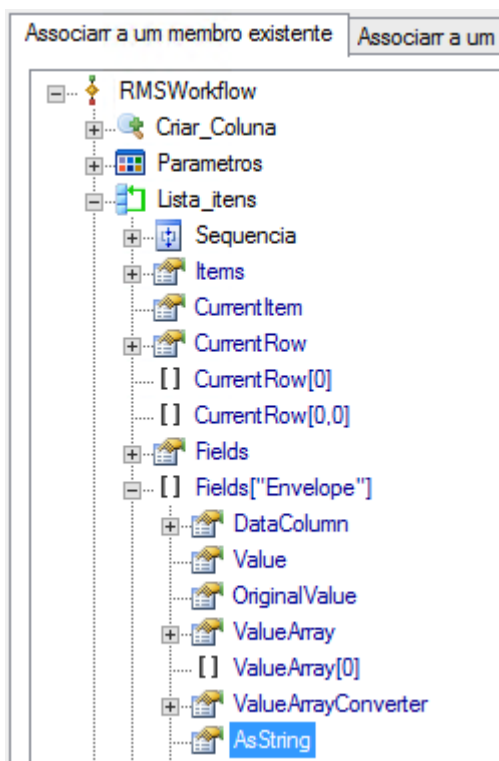 Associarr a um membro existente
Associarr a um
RMSWorkflow
Criar_Coluna
Parametros
Lista_itens
Sequencia
Items
CurrentItem
CurrentRow
[ ] CurrentRow[0]
[ ] CurrentRow[0,0]
Fields
[ ] Fields["Envelope"]
DataColumn
Value
OriginalValue
ValueArray
[ ] ValueArray[0]
ValueArrayConverter
AsString